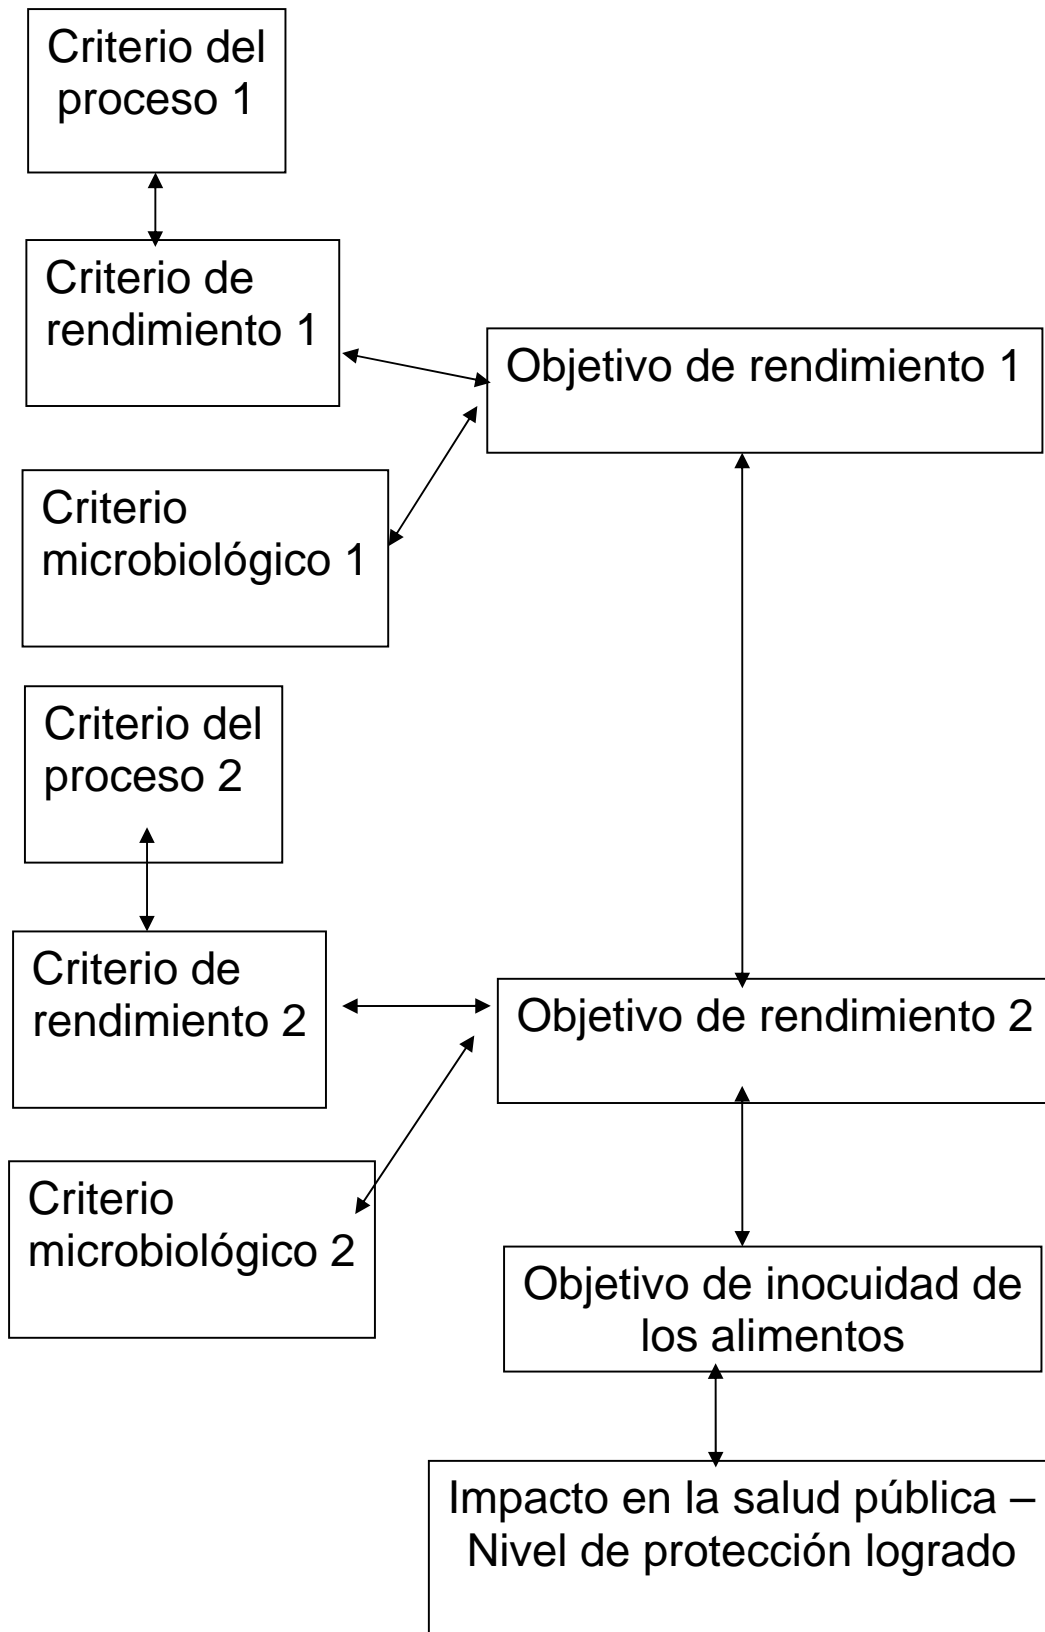 Criterio del
proceso 1
Criterio de
rendimiento 1
Objetivo de rendimiento 1
Criterio
microbiológico 1
Criterio del
proceso 2
Criterio de
rendimiento 2
Objetivo de rendimiento 2
Criterio
microbiológico 2
Objetivo de inocuidad de
los alimentos
Impacto en la salud pública –
Nivel de protección logrado